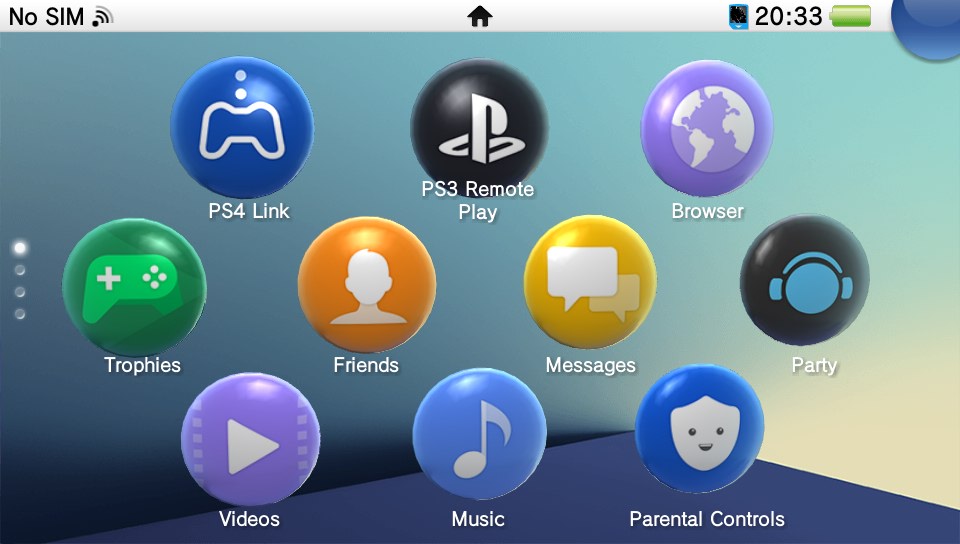 No SIM
20:33
PS4 Link
PS3 Remote
Play
Browser
Trophies
Friends
Messages
Party
Videos
Music
Parental Controls